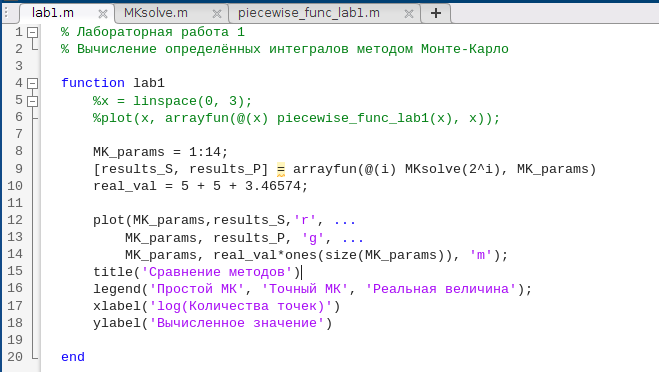 lab1.m MKsolve.m piecewise_func_lab1.m +
1 % Лабораторная работа 1
2 % Вычисление определённых интегралов методом Монте-Карло
3
4 function lab1
5 %x = linspace(0, 3);
6 %plot(x, arrayfun(@(x) piecewise_func_lab1(x), x));
7
8 MK_params = 1:14;
9 [results_S, results_P] = arrayfun(@(i) MKsolve(2^i), MK_params)
10 real_val = 5 + 5 + 3.46574;
11
12 plot(MK_params,results_S,'r', ...
13 MK_params, results_P, 'g', ...
14 MK_params, real_val*ones(size(MK_params)), 'm');
15 title('Сравнение методов')
16 legend('Простой МК', 'Точный МК', 'Реальная величина');
17 xlabel('log(Количества точек)')
18 ylabel('Вычисленное значение')
19
20 end